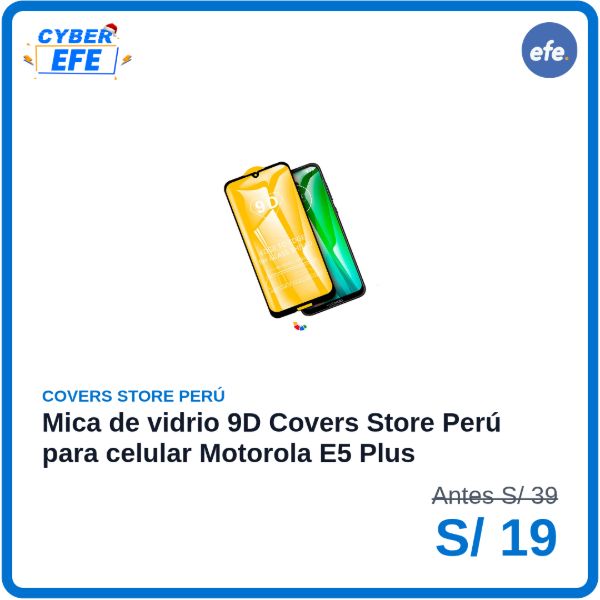 CYBER
EFE
efe.
9D
COVERS STORE PERÚ
Mica de vidrio 9D Covers Store Perú
para celular Motorola E5 Plus
Antes S/ 39
S/ 19